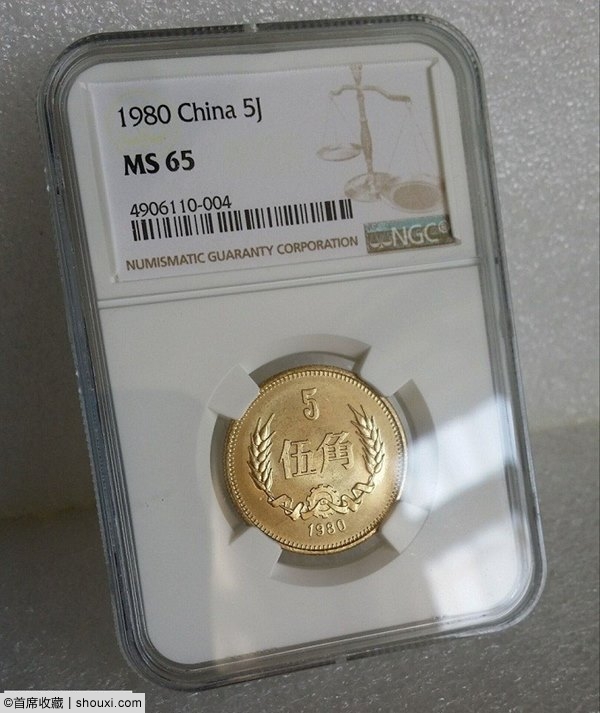 1980 China 5J
MS 65
4906110-004
NUMISMATIC GUARANTY CORPORATION
NGC
5
伍角
1980
©首席收藏 | shouxi.com